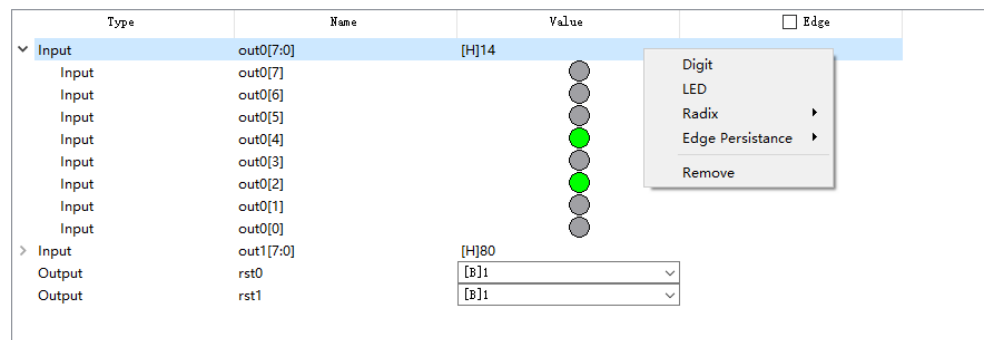 Type Name Value Edge
Input out0[7:0] [H]14
Input out0[7]
Input out0[6]
Input out0[5]
Input out0[4]
Input out0[3]
Input out0[2]
Input out0[1]
Input out0[0]
Input out1[7:0] [H]80
Output rst0 [B]1
Output rst1 [B]1
Digit
LED
Radix
Edge Persistance
Remove